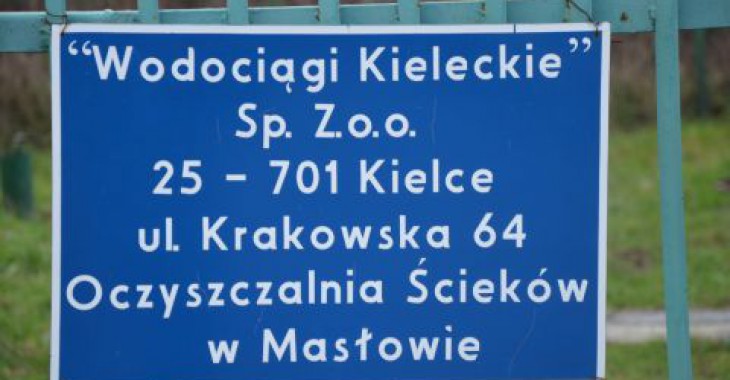 “Wodociągi Kieleckie”
Sp. Z.o.o.
25 - 701 Kielce
ul. Krakowska 64
Oczyszczalnia Ścieków
w Masłowie